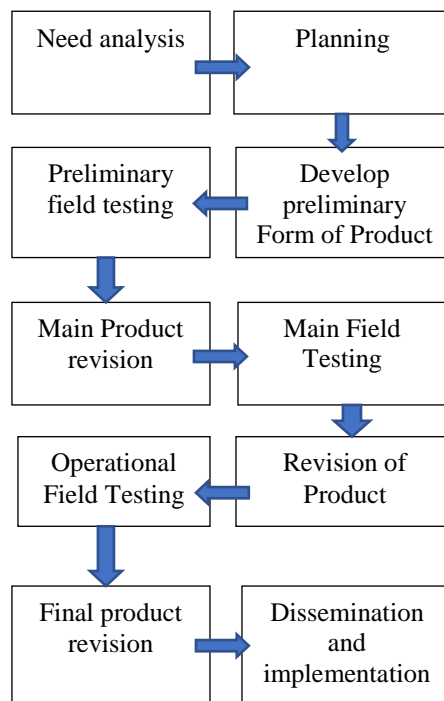 Need analysis
Planning
Develop
preliminary
Form of Product
Preliminary
field testing
Main Product
revision
Main Field
Testing
Revision of
Product
Operational
Field Testing
Final product
revision
Dissemination
and
implementation